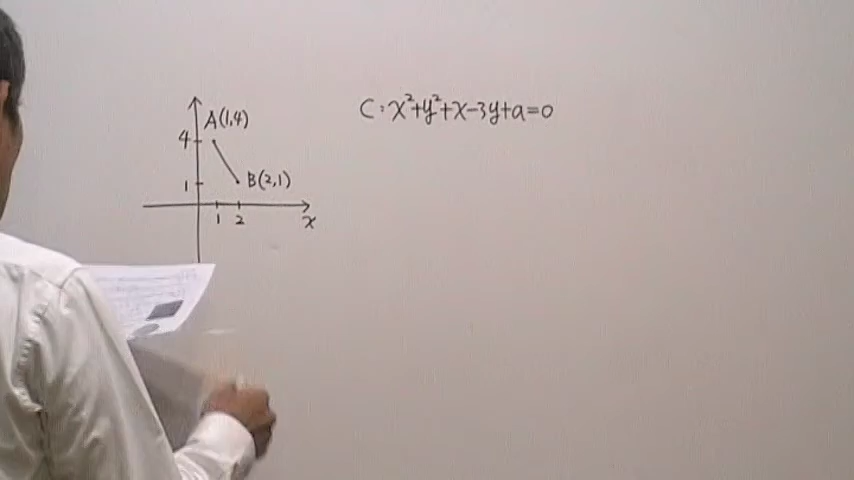 C: x²+y²+x-3y+a=0
A(1,4)
4
B(2,1)
1
1 2
x